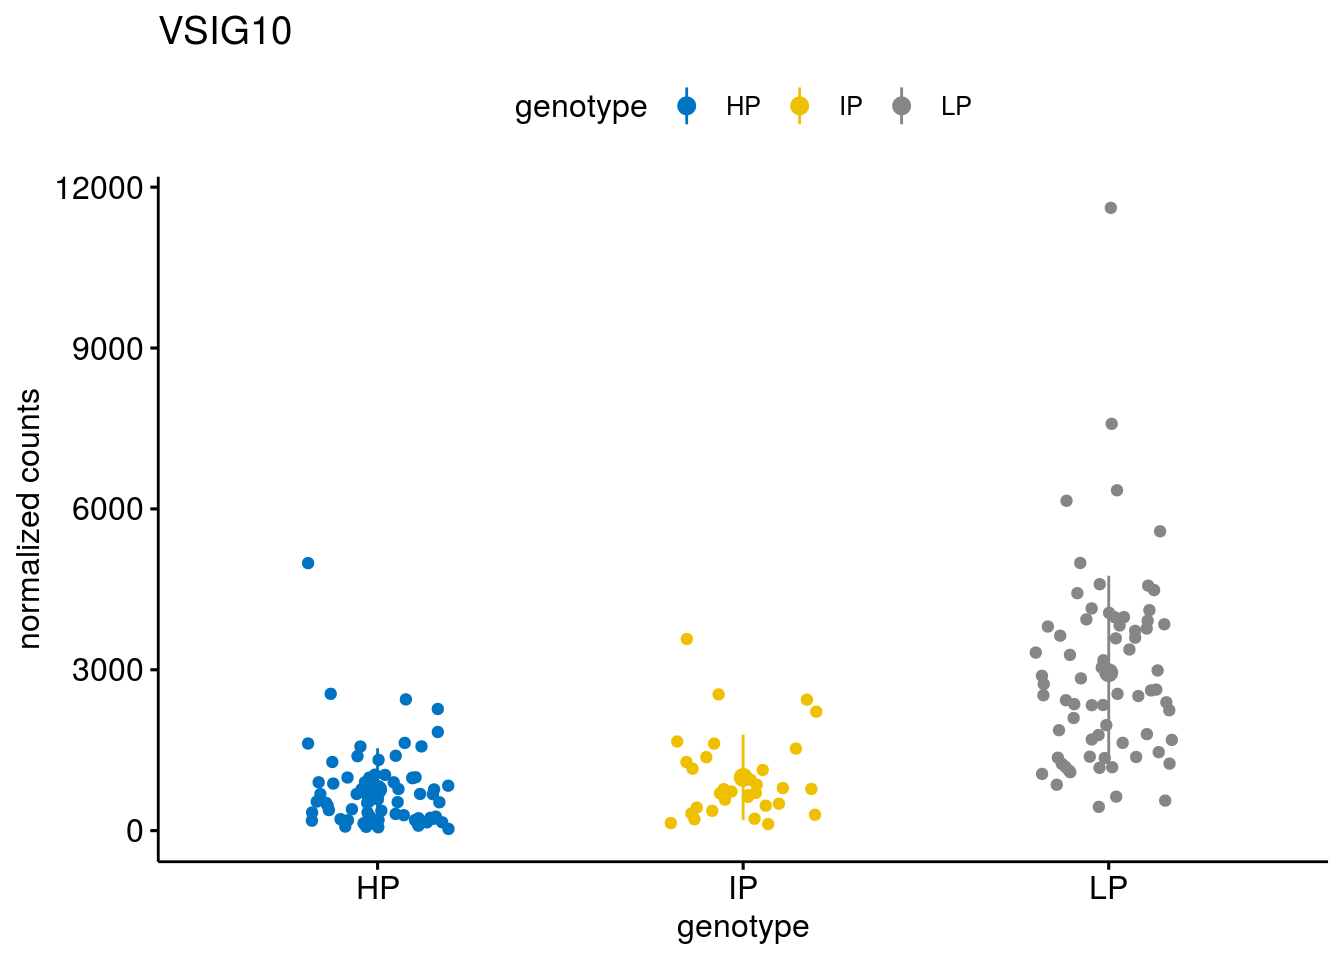 VSIG10
genotype HP IP LP
12000
9000
6000
3000
0
normalized counts
HP IP LP
genotype